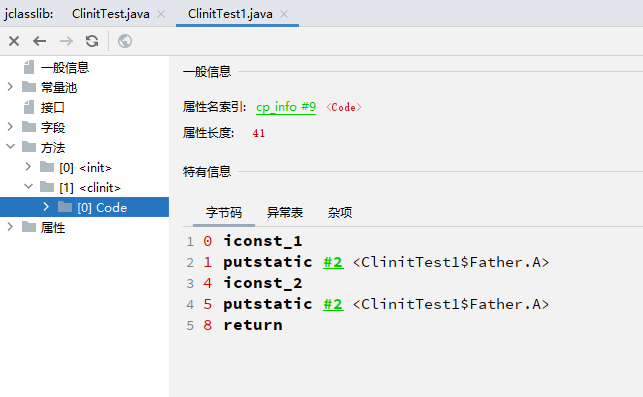 jclasslib: ClinitTest.java ClinitTest1.java
一般信息
常量池
接口
字段
方法
[0] <init>
[1] <clinit>
[0] Code
属性
一般信息
属性名索引: cp_info #9 <Code>
属性长度: 41
特有信息
字节码 异常表 杂项
1 0 iconst_1
2 1 putstatic #2 <ClinitTest1$Father.A>
3 4 iconst_2
4 5 putstatic #2 <ClinitTest1$Father.A>
5 8 return